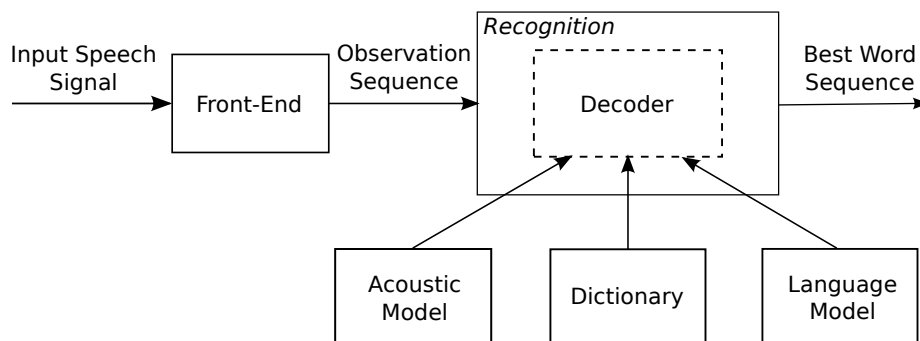 Recognition
Input Speech
Signal
Front-End
Observation
Sequence
Decoder
Best Word
Sequence
Acoustic
Model
Dictionary
Language
Model